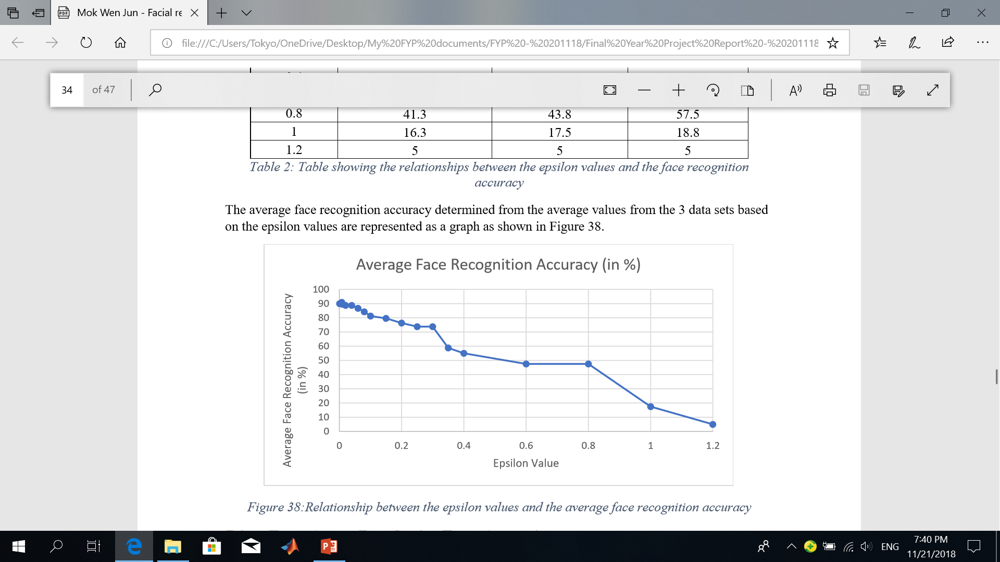 Mok Wen Jun - Facial re
file:///C:/Users/Tokyo/OneDrive/Desktop/My%20FYP%20documents/FYP%20-%20201118/Final%20Year%20Project%20Report%20-%20201118
34 of 47
0.8 41.3 43.8 57.5
1 16.3 17.5 18.8
1.2 5 5 5
Table 2: Table showing the relationships between the epsilon values and the face recognition
accuracy
The average face recognition accuracy determined from the average values from the 3 data sets based
on the epsilon values are represented as a graph as shown in Figure 38.
Average Face Recognition Accuracy (in %)
Average Face Recognition Accuracy
(in %)
100
90
80
70
60
50
40
30
20
10
0
0 0.2 0.4 0.6 0.8 1 1.2
Epsilon Value
Figure 38:Relationship between the epsilon values and the average face recognition accuracy
ENG
7:40 PM
11/21/2018